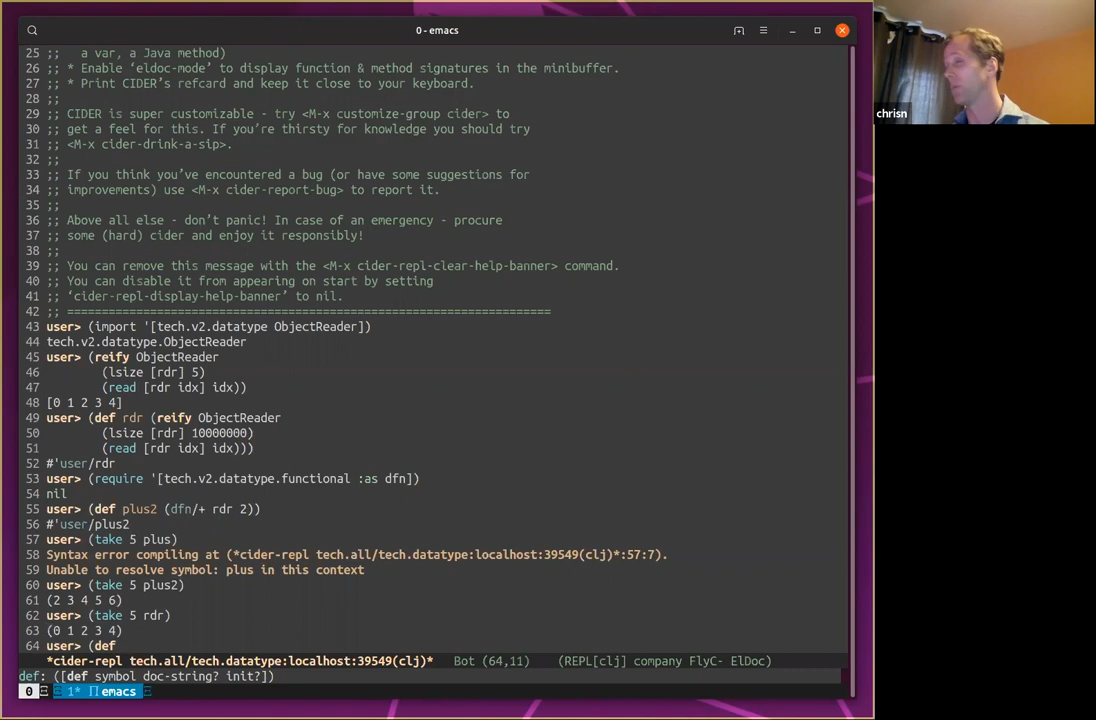 0 - emacs
chrisn
25 ;;   a var, a Java method)
26 ;; * Enable ‘eldoc-mode’ to display function & method signatures in the minibuffer.
27 ;; * Print CIDER’s refcard and keep it close to your keyboard.
28 ;;
29 ;; CIDER is super customizable - try <M-x customize-group cider> to
30 ;; get a feel for this. If you’re thirsty for knowledge you should try
31 ;; <M-x cider-drink-a-sip>.
32 ;;
33 ;; If you think you’ve encountered a bug (or have some suggestions for
34 ;; improvements) use <M-x cider-report-bug> to report it.
35 ;;
36 ;; Above all else - don’t panic! In case of an emergency - procure
37 ;; some (hard) cider and enjoy it responsibly!
38 ;;
39 ;; You can remove this message with the <M-x cider-repl-clear-help-banner> command.
40 ;; You can disable it from appearing on start by setting
41 ;; ‘cider-repl-display-help-banner’ to nil.
42 ;; ======================================================================
43 user> (import '[tech.v2.datatype ObjectReader])
44 tech.v2.datatype.ObjectReader
45 user> (reify ObjectReader
46         (lsize [rdr] 5)
47         (read [rdr idx] idx))
48 [0 1 2 3 4]
49 user> (def rdr (reify ObjectReader
50         (lsize [rdr] 10000000)
51         (read [rdr idx] idx)))
52 #'user/rdr
53 user> (require '[tech.v2.datatype.functional :as dfn])
54 nil
55 user> (def plus2 (dfn/+ rdr 2))
56 #'user/plus2
57 user> (take 5 plus)
58 Syntax error compiling at (*cider-repl tech.all/tech.datatype:localhost:39549(clj)*:57:7).
59 Unable to resolve symbol: plus in this context
60 user> (take 5 plus2)
61 (2 3 4 5 6)
62 user> (take 5 rdr)
63 (0 1 2 3 4)
64 user> (def
*cider-repl tech.all/tech.datatype:localhost:39549(clj)*   Bot (64,11)   (REPL[clj] company FlyC- ElDoc)
def: ([def symbol doc-string? init?])
0 1* emacs